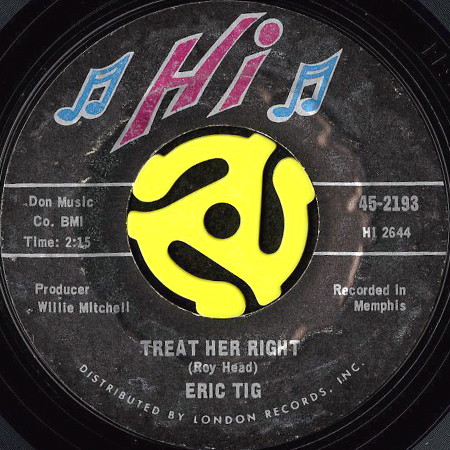 Hi
Don Music
Co. BMI
Time: 2:15
45-2193
HI 2644
Producer
Willie Mitchell
Recorded In
Memphis
TREAT HER RIGHT
(Roy Head)
ERIC TIG
DISTRIBUTED BY LONDON RECORDS, INC.